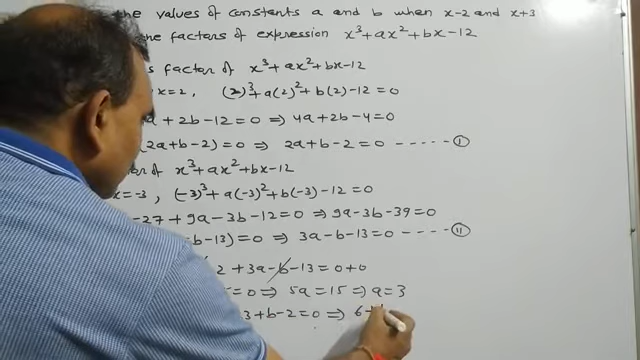 the values of constants a and b when x-2 and x+3
the factors of expression x³+ax²+bx-12
s factor of x³+ax²+bx-12
x=2, (2)³+a(2)²+b(2)-12=0
a+2b-12=0 ⇒ 4a+2b-4=0
(2a+b-2)=0 ⇒ 2a+b-2=0 ----- (I)
tor of x³+ax²+bx-12
x=-3, (-3)³+a(-3)²+b(-3)-12=0
-27+9a-3b-12=0 ⇒ 9a-3b-39=0
-b-13)=0 ⇒ 3a-b-13=0 ---- (II)
2+3a-b-13=0+0
=0 ⇒ 5a=15 ⇒ a=3
3+b-2=0 ⇒ 6+